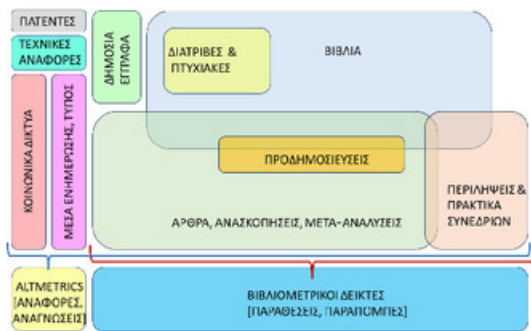 ΠΑΤΕΝΤΕΣ
ΤΕΧΝΙΚΕΣ
ΑΝΑΦΟΡΕΣ
ΚΟΙΝΩΝΙΚΑ ΔΙΚΤΥΑ
ΜΕΣΑ ΕΝΗΜΕΡΩΣΗΣ, ΤΥΠΟΣ
ΔΗΜΟΣΙΑ
ΕΓΓΡΑΦΑ
ΔΙΑΤΡΙΒΕΣ &
ΠΤΥΧΙΑΚΕΣ
ΒΙΒΛΙΑ
ΠΡΟΔΗΜΟΣΙΕΥΣΕΙΣ
ΑΡΘΡΑ, ΑΝΑΣΚΟΠΗΣΕΙΣ, ΜΕΤΑ-ΑΝΑΛΥΣΕΙΣ
ΠΕΡΙΛΗΨΕΙΣ &
ΠΡΑΚΤΙΚΑ
ΣΥΝΕΔΡΙΩΝ
ALTMETRICS
[ΑΝΑΦΟΡΕΣ,
ΑΝΑΓΝΩΣΕΙΣ]
ΒΙΒΛΙΟΜΕΤΡΙΚΟΙ ΔΕΙΚΤΕΣ
[ΠΑΡΑΘΕΣΕΙΣ, ΠΑΡΑΠΟΜΠΕΣ]